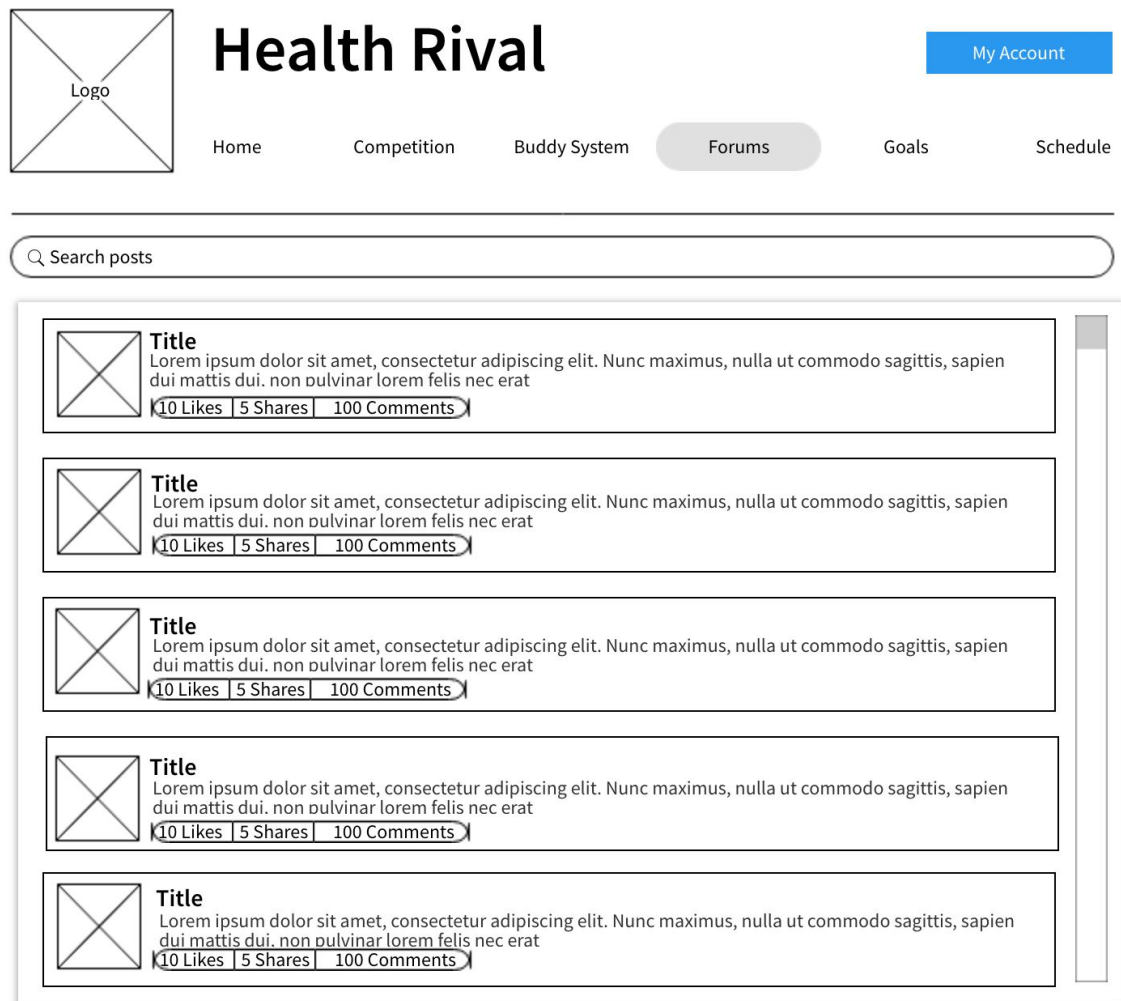 Logo
Health Rival
My Account
Home Competition Buddy System Forums Goals Schedule
Search posts
Title
Lorem ipsum dolor sit amet, consectetur adipiscing elit. Nunc maximus, nulla ut commodo sagittis, sapien
dui mattis dui. non pulvinar lorem felis nec erat
10 Likes 5 Shares 100 Comments
Title
Lorem ipsum dolor sit amet, consectetur adipiscing elit. Nunc maximus, nulla ut commodo sagittis, sapien
dui mattis dui. non pulvinar lorem felis nec erat
10 Likes 5 Shares 100 Comments
Title
Lorem ipsum dolor sit amet, consectetur adipiscing elit. Nunc maximus, nulla ut commodo sagittis, sapien
dui mattis dui. non pulvinar lorem felis nec erat
10 Likes 5 Shares 100 Comments
Title
Lorem ipsum dolor sit amet, consectetur adipiscing elit. Nunc maximus, nulla ut commodo sagittis, sapien
dui mattis dui. non pulvinar lorem felis nec erat
10 Likes 5 Shares 100 Comments
Title
Lorem ipsum dolor sit amet, consectetur adipiscing elit. Nunc maximus, nulla ut commodo sagittis, sapien
dui mattis dui. non pulvinar lorem felis nec erat
10 Likes 5 Shares 100 Comments